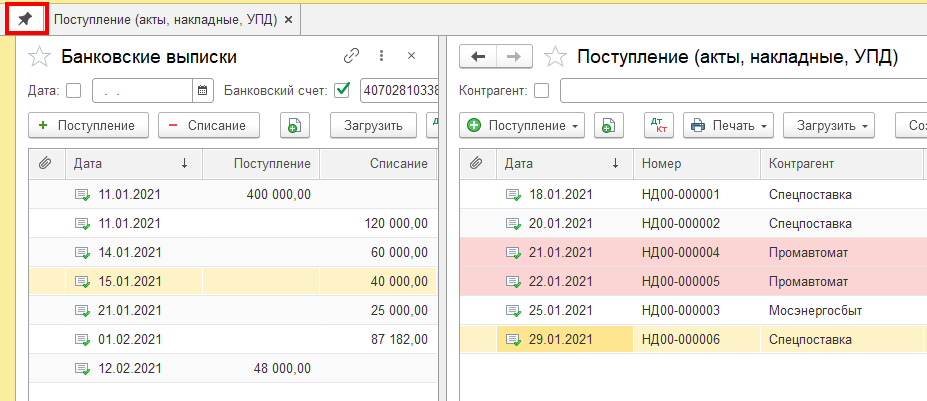 Поступление (акты, накладные, УПД) ×
Банковские выписки
Дата: . . Банковский счет: 40702810338
+ Поступление − Списание Загрузить
Дата ↓ Поступление Списание
11.01.2021 400 000,00
11.01.2021 120 000,00
14.01.2021 60 000,00
15.01.2021 40 000,00
21.01.2021 25 000,00
01.02.2021 87 182,00
12.02.2021 48 000,00
Поступление (акты, накладные, УПД)
Контрагент:
Поступление Дт Кт Печать Загрузить Со
Дата ↓ Номер Контрагент
18.01.2021 НД00-000001 Спецпоставка
20.01.2021 НД00-000002 Спецпоставка
21.01.2021 НД00-000004 Промавтомат
22.01.2021 НД00-000005 Промавтомат
25.01.2021 НД00-000003 Мосэнергосбыт
29.01.2021 НД00-000006 Спецпоставка